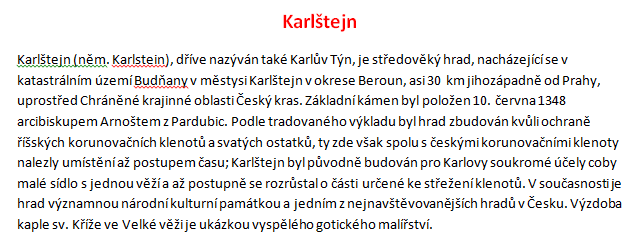 Karlštejn
Karlštejn (něm. Karlstein), dříve nazýván také Karlův Týn, je středověký hrad, nacházející se v
katastrálním území Budňany v městysi Karlštejn v okrese Beroun, asi 30 km jihozápadně od Prahy,
uprostřed Chráněné krajinné oblasti Český kras. Základní kámen byl položen 10. června 1348
arcibiskupem Arnoštem z Pardubic. Podle tradovaného výkladu byl hrad zbudován kvůli ochraně
říšských korunovačních klenotů a svatých ostatků, ty zde však spolu s českými korunovačními klenoty
nalezly umístění až postupem času; Karlštejn byl původně budován pro Karlovy soukromé účely coby
malé sídlo s jednou věží a až postupně se rozrůstal o části určené ke střežení klenotů. V současnosti je
hrad významnou národní kulturní památkou a jedním z nejnavštěvovanějších hradů v Česku. Výzdoba
kaple sv. Kříže ve Velké věži je ukázkou vyspělého gotického malířství.